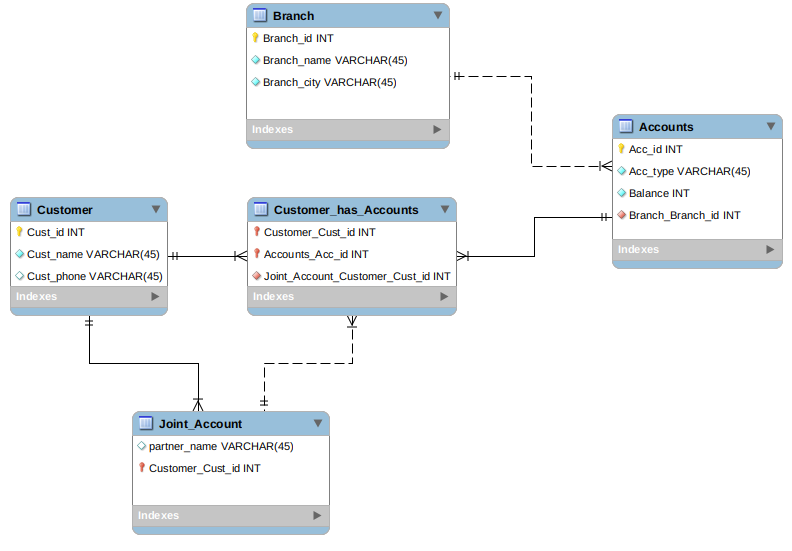 Branch
Branch_id INT
Branch_name VARCHAR(45)
Branch_city VARCHAR(45)
Indexes
Accounts
Acc_id INT
Acc_type VARCHAR(45)
Balance INT
Branch_Branch_id INT
Indexes
Customer
Cust_id INT
Cust_name VARCHAR(45)
Cust_phone VARCHAR(45)
Indexes
Customer_has_Accounts
Customer_Cust_id INT
Accounts_Acc_id INT
Joint_Account_Customer_Cust_id INT
Indexes
Joint_Account
partner_name VARCHAR(45)
Customer_Cust_id INT
Indexes